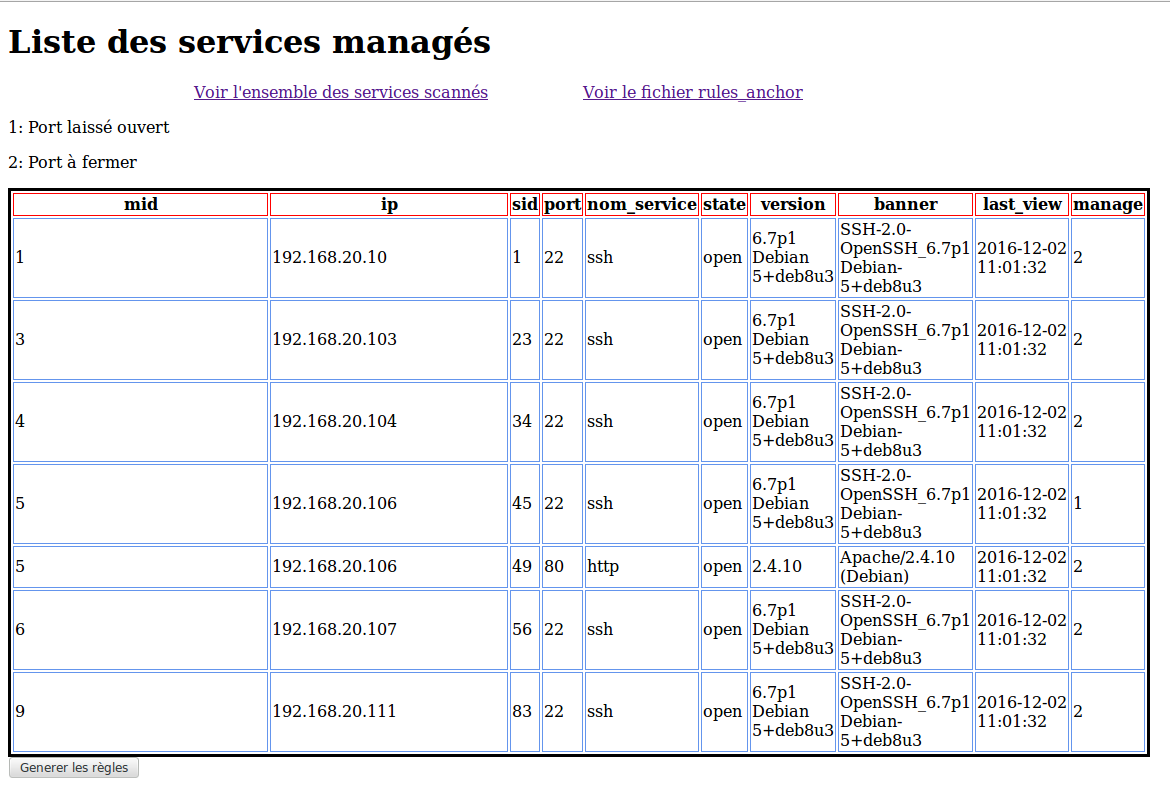 Liste des services managés
Voir l'ensemble des services scannés Voir le fichier rules_anchor
1: Port laissé ouvert
2: Port à fermer
mid ip sid port nom_service state version banner last_view manage
1 192.168.20.10 1 22 ssh open 6.7p1 Debian 5+deb8u3 SSH-2.0-OpenSSH_6.7p1 Debian-5+deb8u3 2016-12-02 11:01:32 2
3 192.168.20.103 23 22 ssh open 6.7p1 Debian 5+deb8u3 SSH-2.0-OpenSSH_6.7p1 Debian-5+deb8u3 2016-12-02 11:01:32 2
4 192.168.20.104 34 22 ssh open 6.7p1 Debian 5+deb8u3 SSH-2.0-OpenSSH_6.7p1 Debian-5+deb8u3 2016-12-02 11:01:32 2
5 192.168.20.106 45 22 ssh open 6.7p1 Debian 5+deb8u3 SSH-2.0-OpenSSH_6.7p1 Debian-5+deb8u3 2016-12-02 11:01:32 1
5 192.168.20.106 49 80 http open 2.4.10 Apache/2.4.10 (Debian) 2016-12-02 11:01:32 2
6 192.168.20.107 56 22 ssh open 6.7p1 Debian 5+deb8u3 SSH-2.0-OpenSSH_6.7p1 Debian-5+deb8u3 2016-12-02 11:01:32 2
9 192.168.20.111 83 22 ssh open 6.7p1 Debian 5+deb8u3 SSH-2.0-OpenSSH_6.7p1 Debian-5+deb8u3 2016-12-02 11:01:32 2
Generer les règles